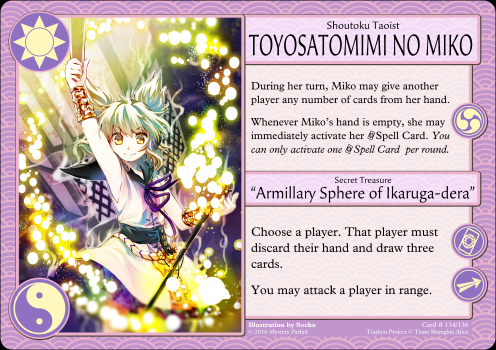 Shoutoku Taoist
TOYOSATOMIMI NO MIKO
During her turn, Miko may give another
player any number of cards from her hand.
Whenever Miko's hand is empty, she may
immediately activate her Spell Card. You
can only activate one Spell Card per round.
Secret Treasure
"Armillary Sphere of Ikaruga-dera"
Choose a player. That player must
discard their hand and draw three
cards.
You may attack a player in range.
Illustration by Socha
© 2016 Mystery Parfait
Card # 134/136
Touhou Project © Team Shanghai Alice